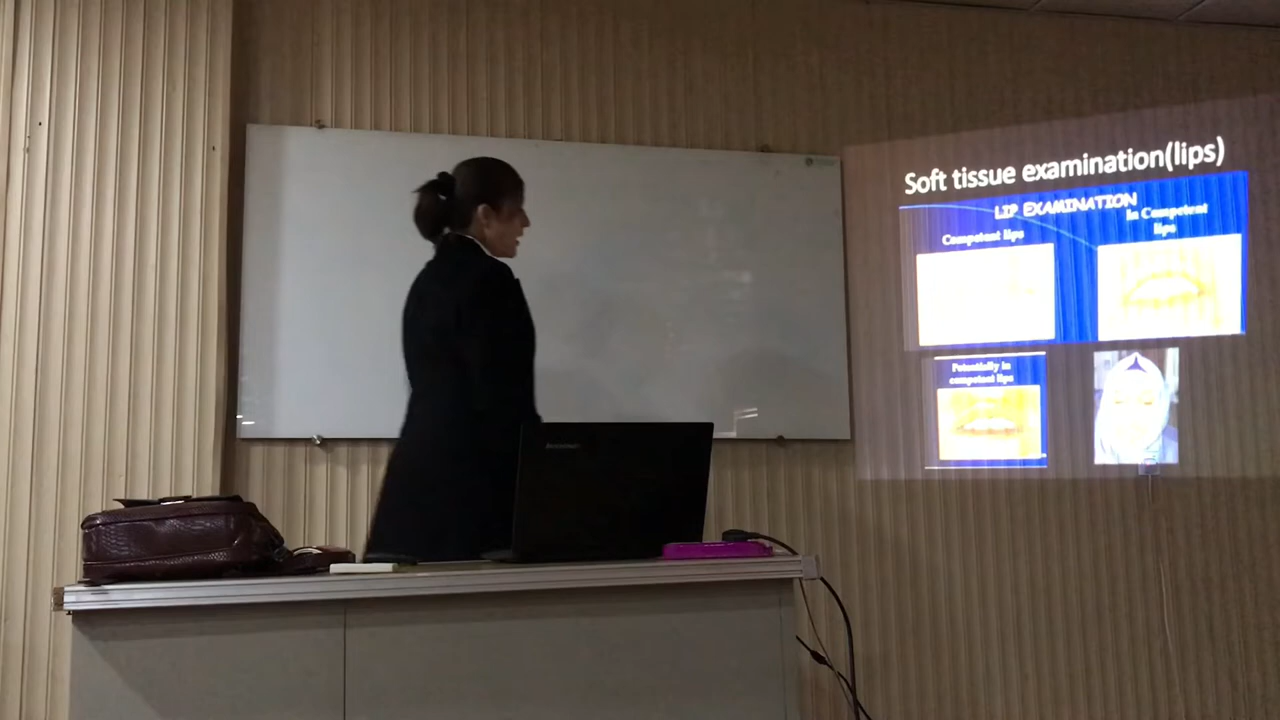 Soft tissue examination(lips)
LIP EXAMINATION
Competent lips
In Competent
lips
Potentially in
competent lips